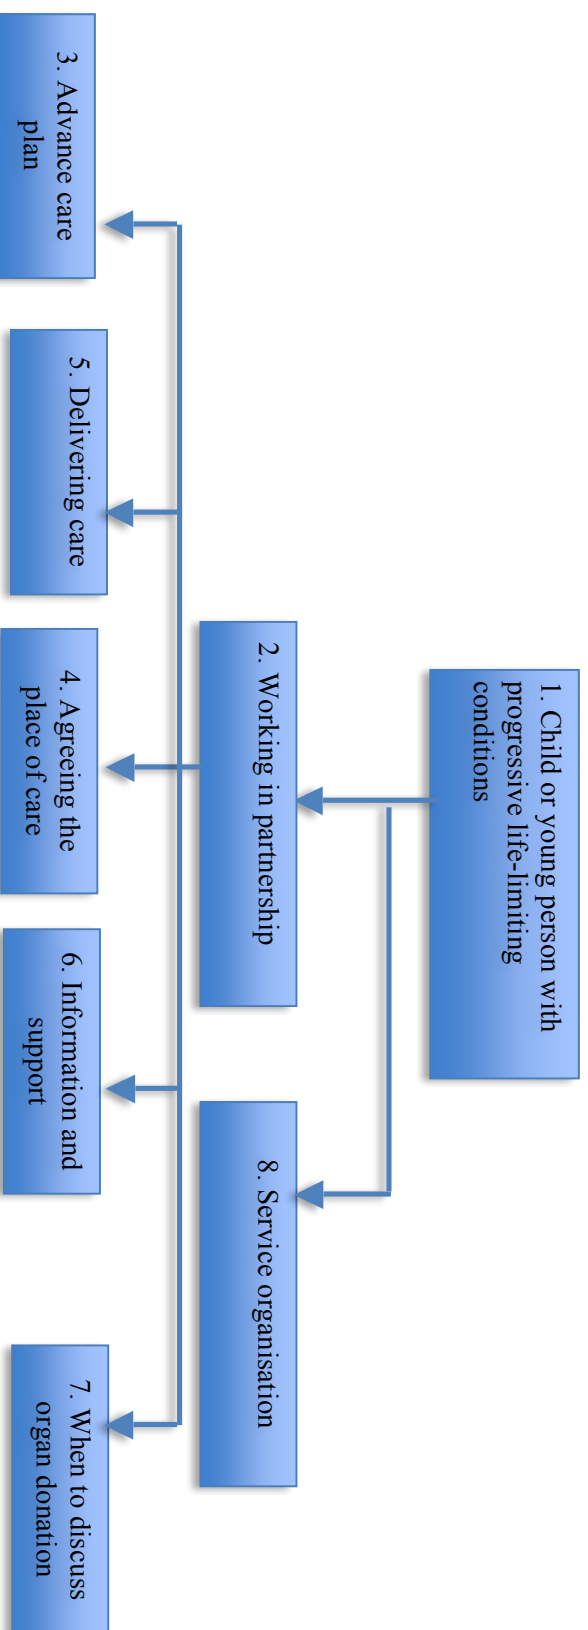 1. Child or young person with
progressive life-limiting
conditions
2. Working in partnership
8. Service organisation
3. Advance care
plan
5. Delivering care
4. Agreeing the
place of care
6. Information and
support
7. When to discuss
organ donation